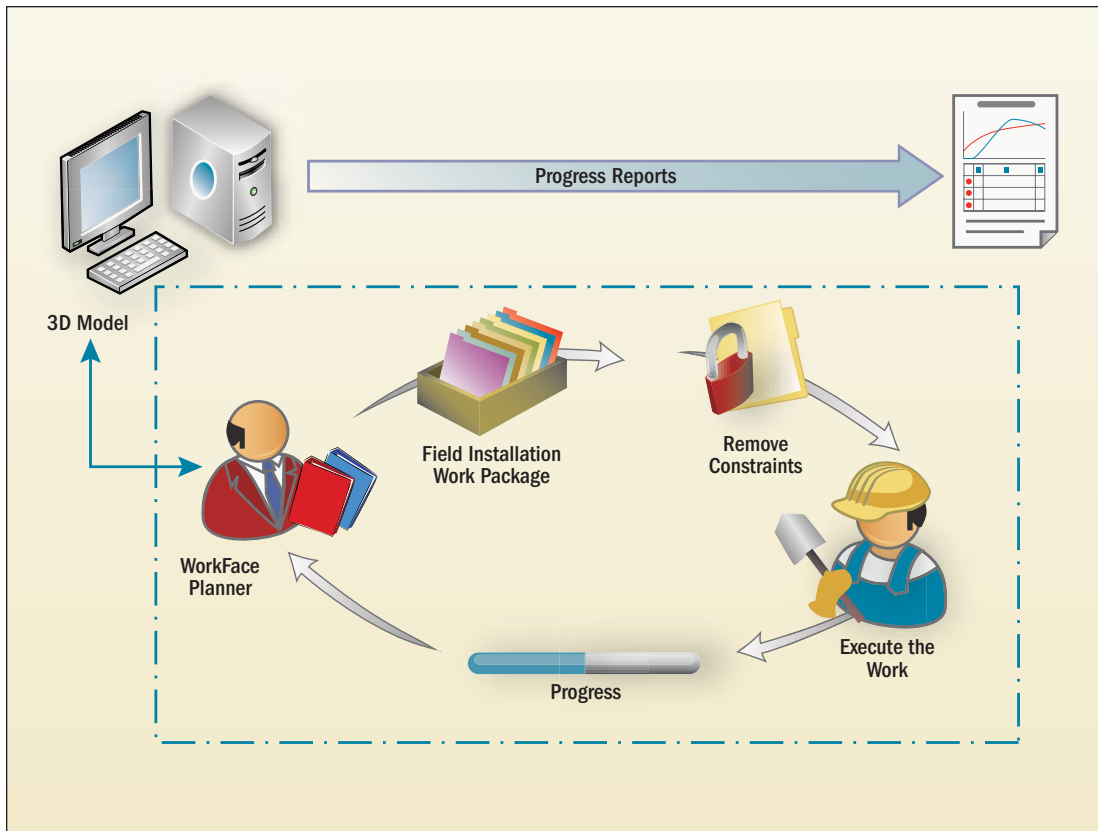 Progress Reports
3D Model
Field Installation
Work Package
Remove
Constraints
WorkFace
Planner
Execute the
Work
Progress